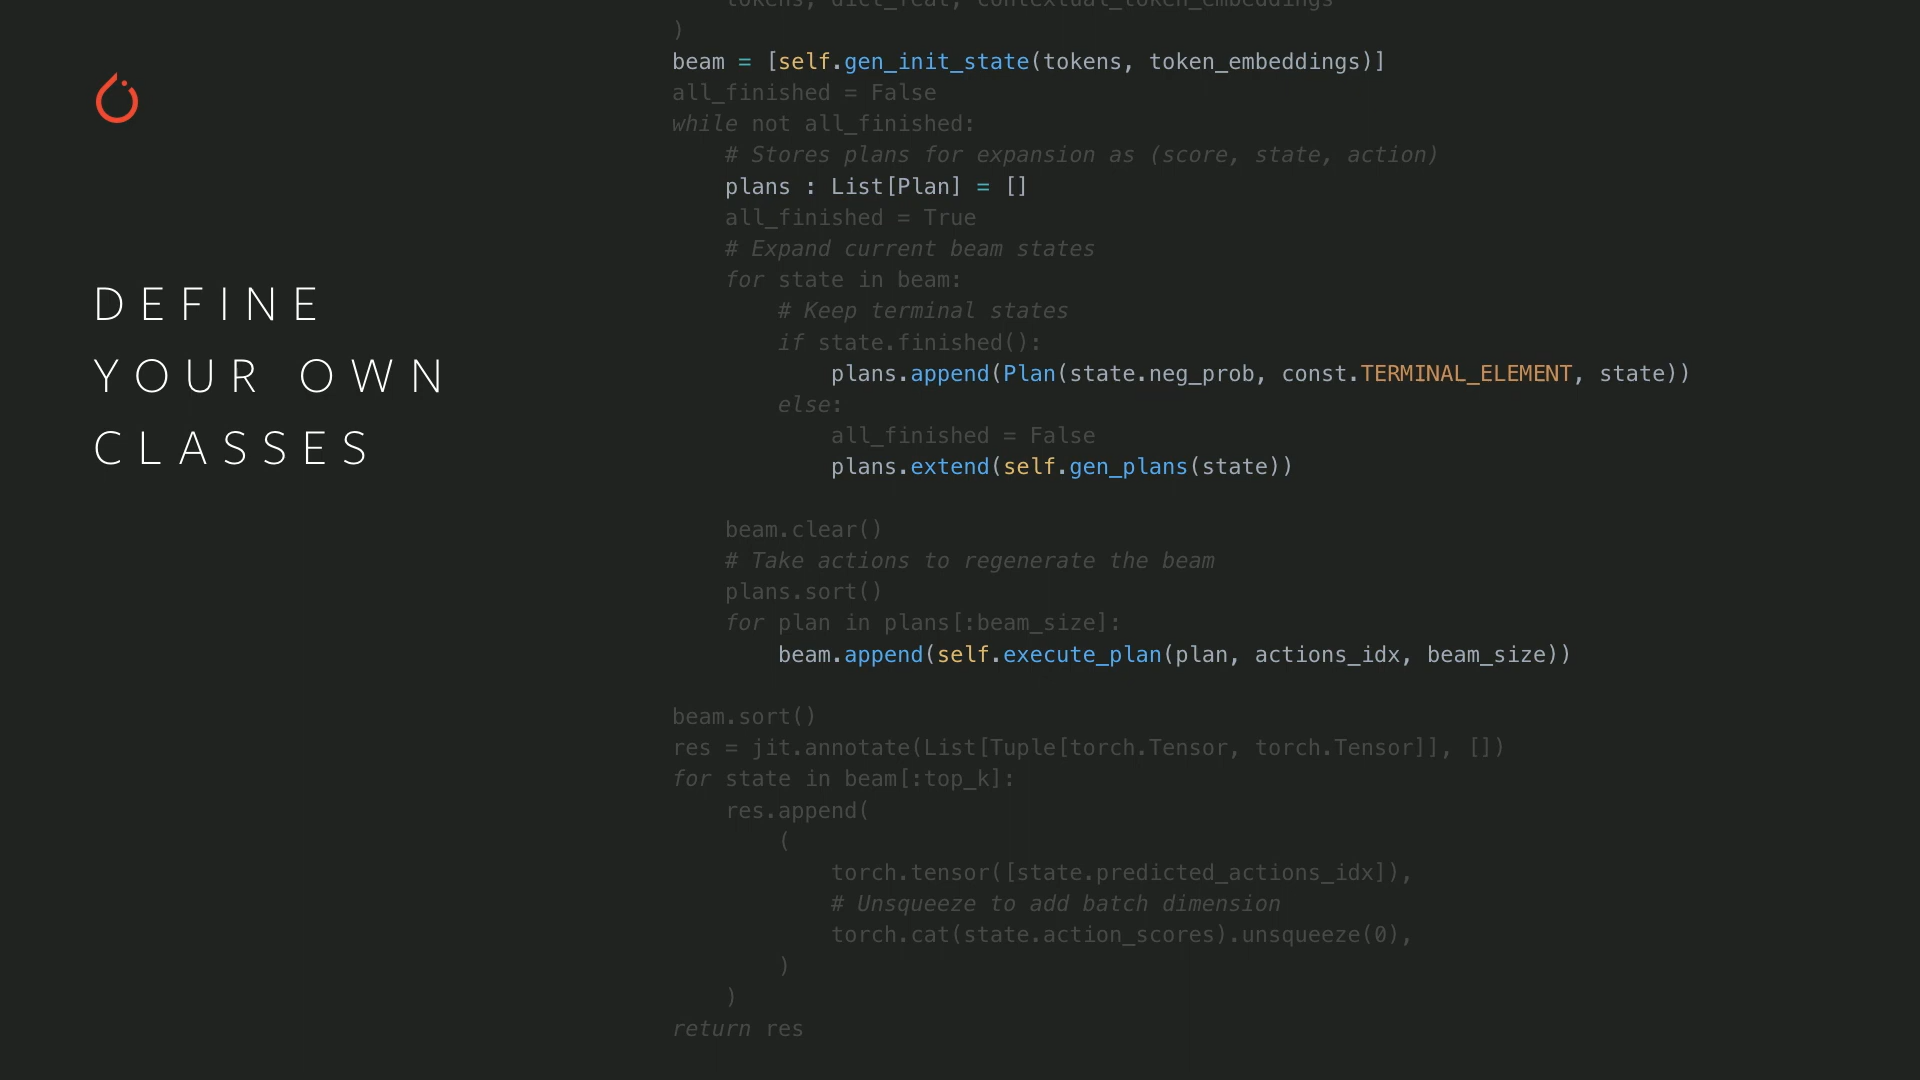 DEFINE
YOUR OWN
CLASSES
tokens, dict_feat, contextual_token_embeddings
)
beam = [self.gen_init_state(tokens, token_embeddings)]
all_finished = False
while not all_finished:
    # Stores plans for expansion as (score, state, action)
    plans : List[Plan] = []
    all_finished = True
    # Expand current beam states
    for state in beam:
        # Keep terminal states
        if state.finished():
            plans.append(Plan(state.neg_prob, const.TERMINAL_ELEMENT, state))
        else:
            all_finished = False
            plans.extend(self.gen_plans(state))
    beam.clear()
    # Take actions to regenerate the beam
    plans.sort()
    for plan in plans[:beam_size]:
        beam.append(self.execute_plan(plan, actions_idx, beam_size))
beam.sort()
res = jit.annotate(List[Tuple[torch.Tensor, torch.Tensor]], [])
for state in beam[:top_k]:
    res.append(
        (
            torch.tensor([state.predicted_actions_idx]),
            # Unsqueeze to add batch dimension
            torch.cat(state.action_scores).unsqueeze(0),
        )
    )
return res